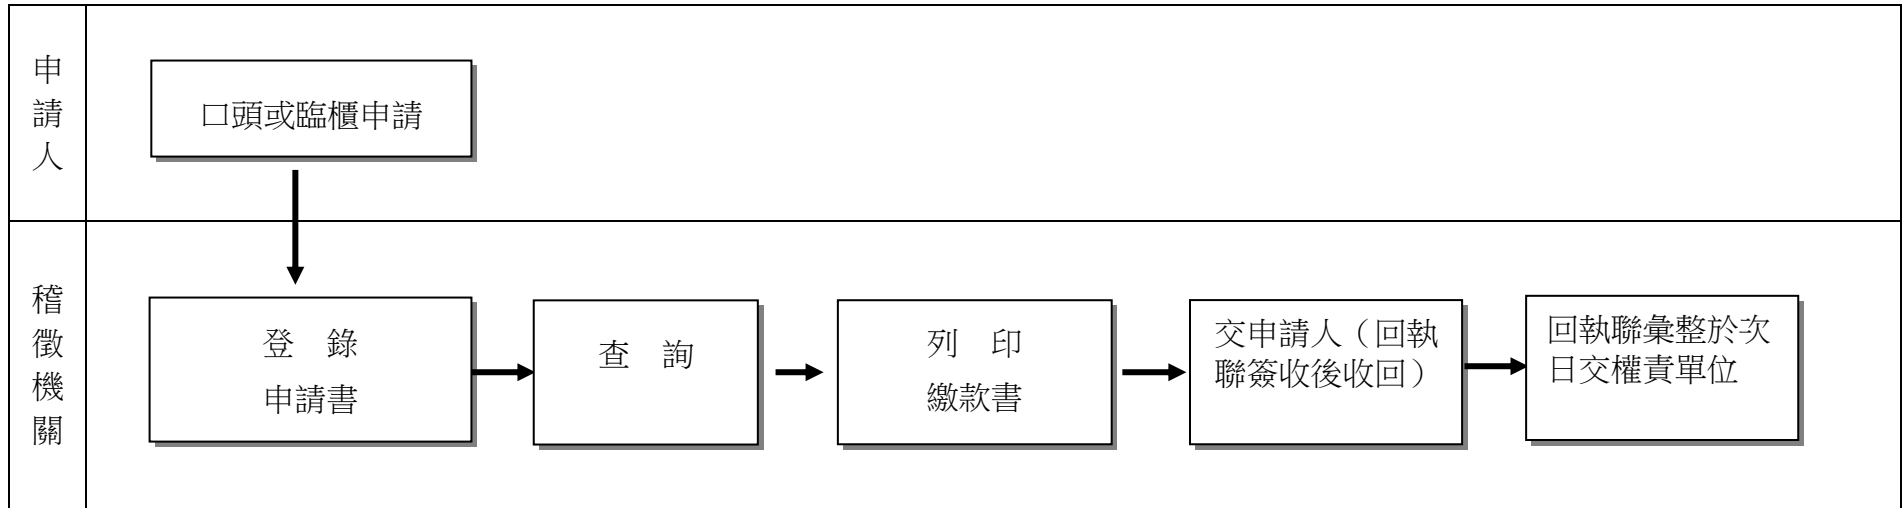 申請人
口頭或臨櫃申請
稽徵機關
登　錄
申請書
查　詢
列　印
繳款書
交申請人（回執
聯簽收後收回）
回執聯彙整於次
日交權責單位